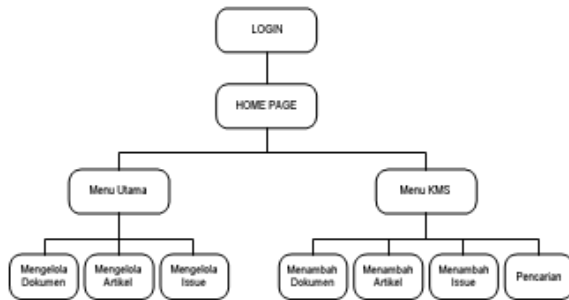 LOGIN
HOME PAGE
Menu Utama
Menu KMS
Mengelola
Dokumen
Mengelola
Artikel
Mengelola
Issue
Menambah
Dokumen
Menambah
Artikel
Menambah
Issue
Pencarian